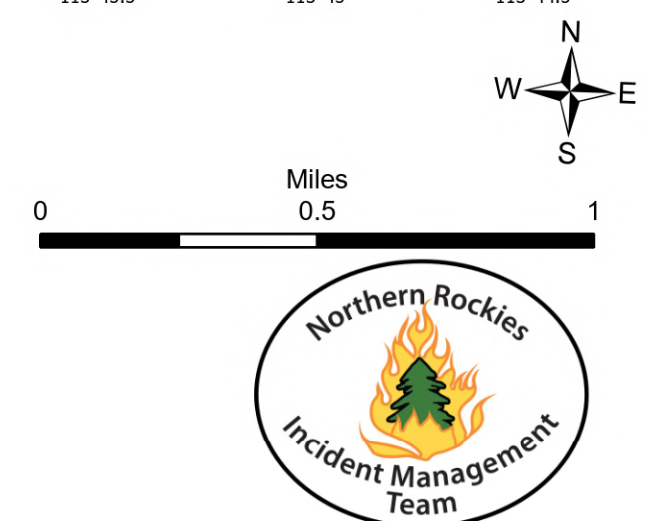 N
W E
S
Miles
0 0.5 1
Northern Rockies
Incident Management
Team